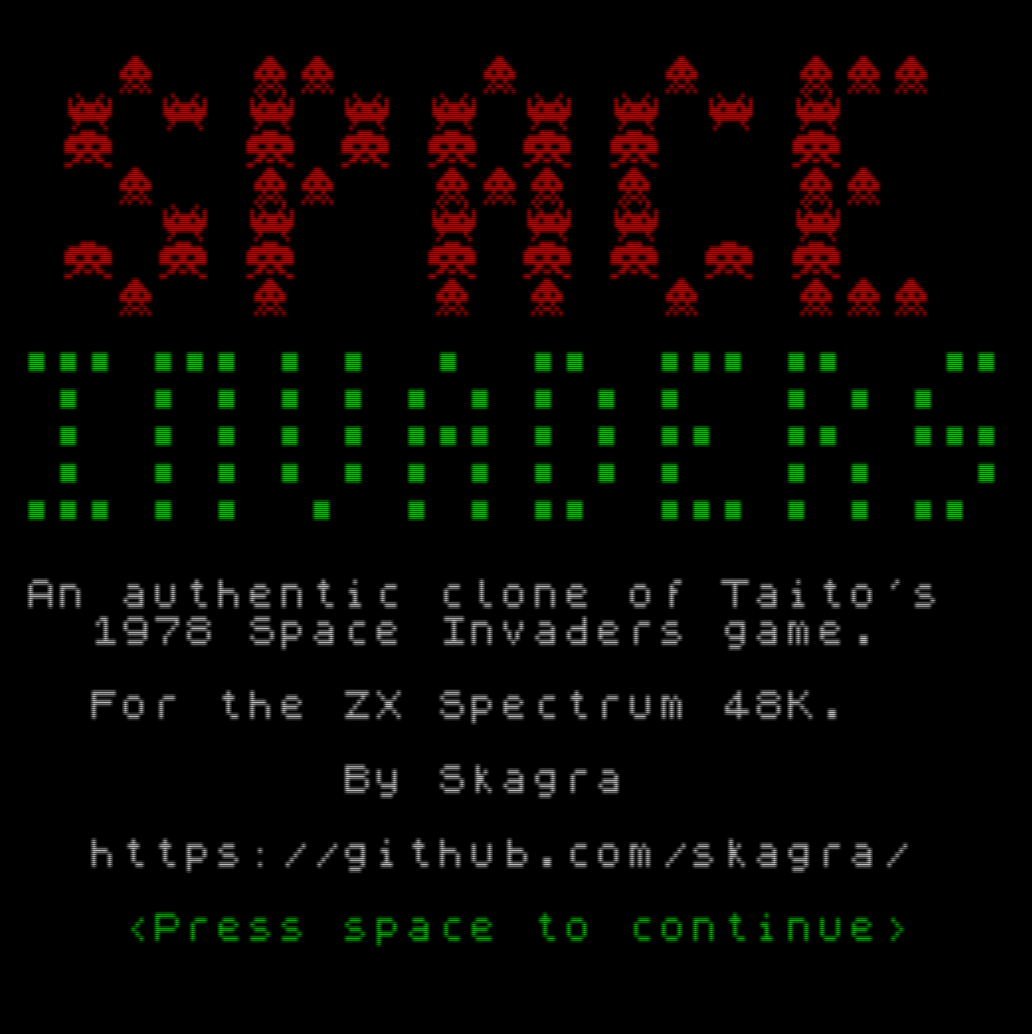 SPACE
INVADERS
An authentic clone of Taito's
1978 Space Invaders game.
For the ZX Spectrum 48K.
By Skagra
https://github.com/skagra/
<Press space to continue>